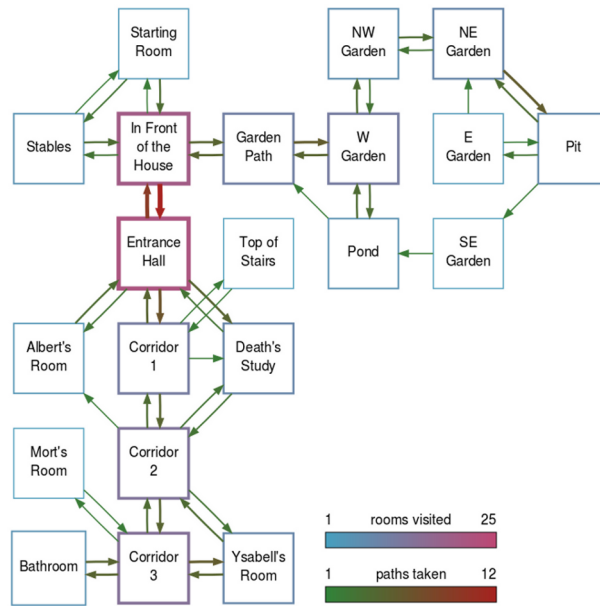 Starting
Room
NW
Garden
NE
Garden
Stables
In Front
of the
House
Garden
Path
W
Garden
E
Garden
Pit
Entrance
Hall
Top of
Stairs
Pond
SE
Garden
Albert's
Room
Corridor
1
Death's
Study
Mort's
Room
Corridor
2
Bathroom
Corridor
3
Ysabell's
Room
1 rooms visited 25
1 paths taken 12